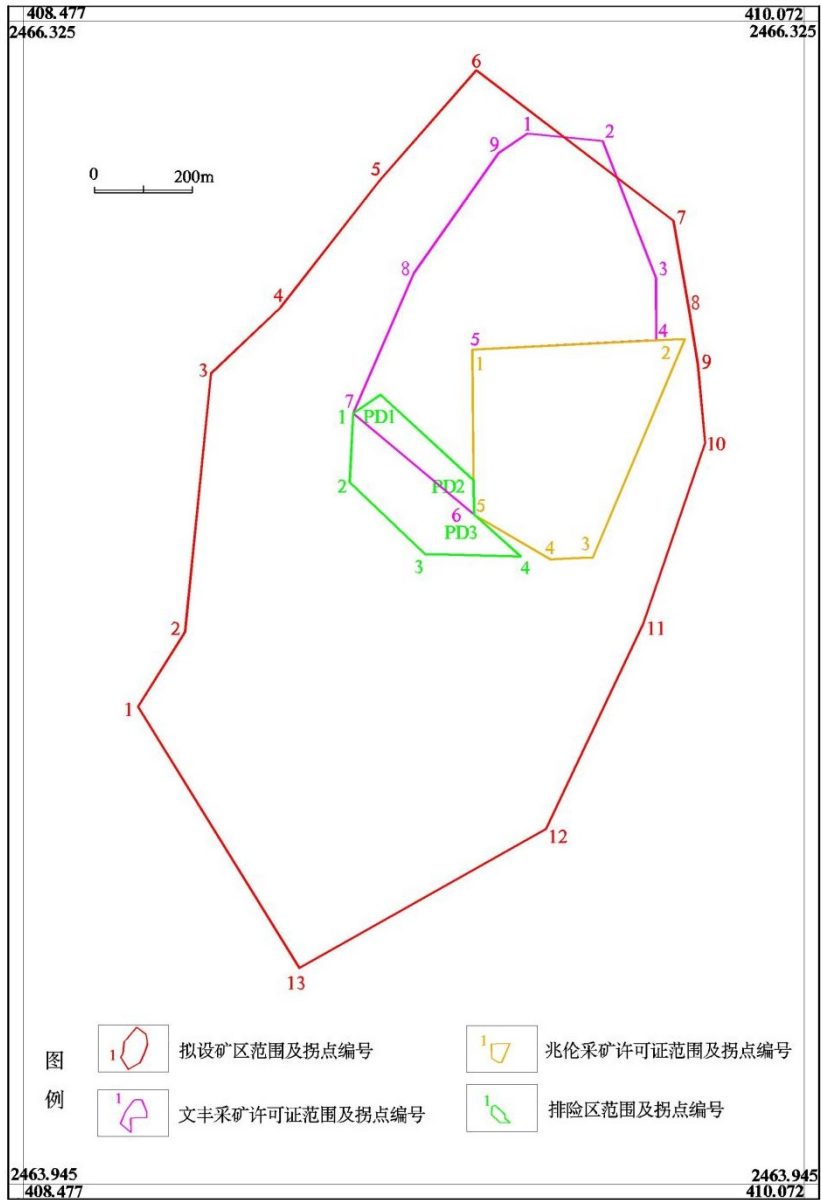 408.477 410.072
2466.325 2466.325
6
1 2
9
0 200m
5
7
8 3
4 8
5 4
1 2 9
3
7
1 PD1
10
2 PD2
5
6
PD3
4 3
3 4
2 11
1
12
13
图例
1 拟设矿区范围及拐点编号
1 兆伦采矿许可证范围及拐点编号
1 文丰采矿许可证范围及拐点编号
1 排险区范围及拐点编号
2463.945 2463.945
408.477 410.072